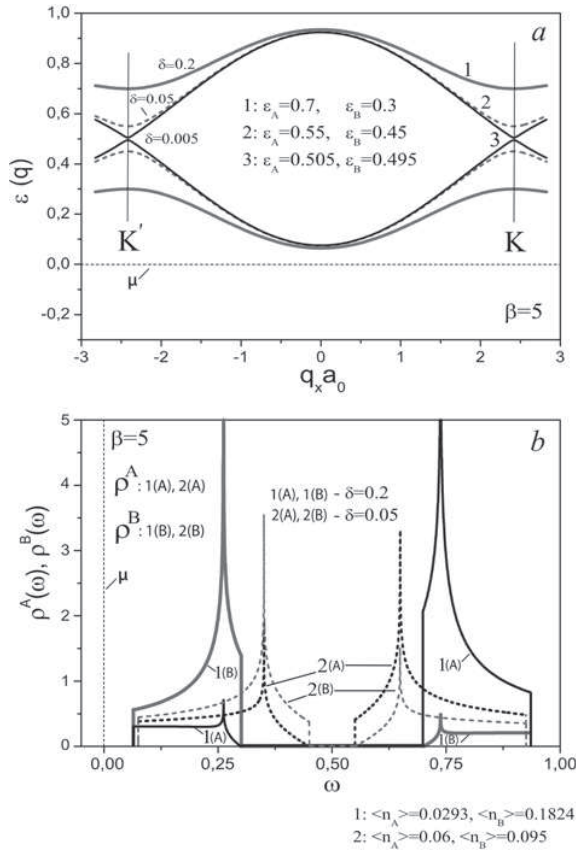 1,0
a
0,8
δ=0.2
1
δ=0.05
2
0,6
1: ε_A=0.7, ε_B=0.3
δ=0.005
2: ε_A=0.55, ε_B=0.45
3
3: ε_A=0.505, ε_B=0.495
0,4
ε (q)
0,2
K'
K
0,0
μ
-0,2
β=5
-3 -2 -1 0 1 2 3
q_x a_0
5
b
β=5
ρ^A: 1(A), 2(A)
1(A), 1(B) - δ=0.2
4
ρ^B: 1(B), 2(B)
2(A), 2(B) - δ=0.05
3
μ
ρ^A(ω), ρ^B(ω)
2
1(B)
2(A)
1(A)
2(B)
1
1(A)
1(B)
0
0,00 0,25 0,50 0,75 1,00
ω
1: <n_A>=0.0293, <n_B>=0.1824
2: <n_A>=0.06, <n_B>=0.095